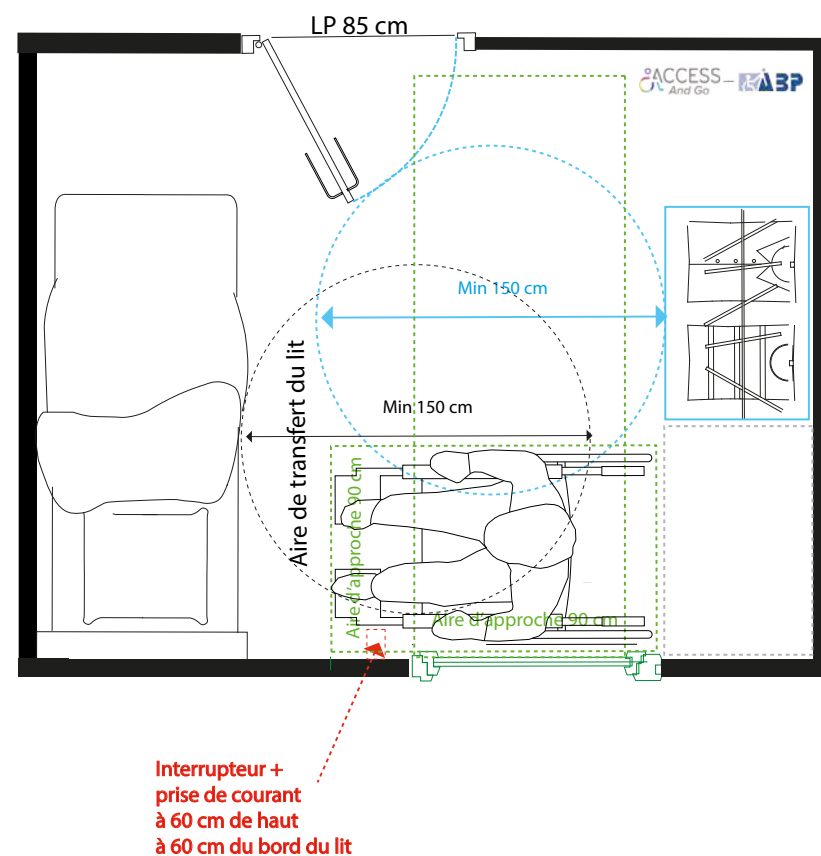 LP 85 cm
ACCESS
And Go
ABP
Min 150 cm
Aire de transfert du lit
Min 150 cm
Aire d'approche 90 cm
Aire d'approche 90 cm
Interrupteur +
prise de courant
à 60 cm de haut
à 60 cm du bord du lit